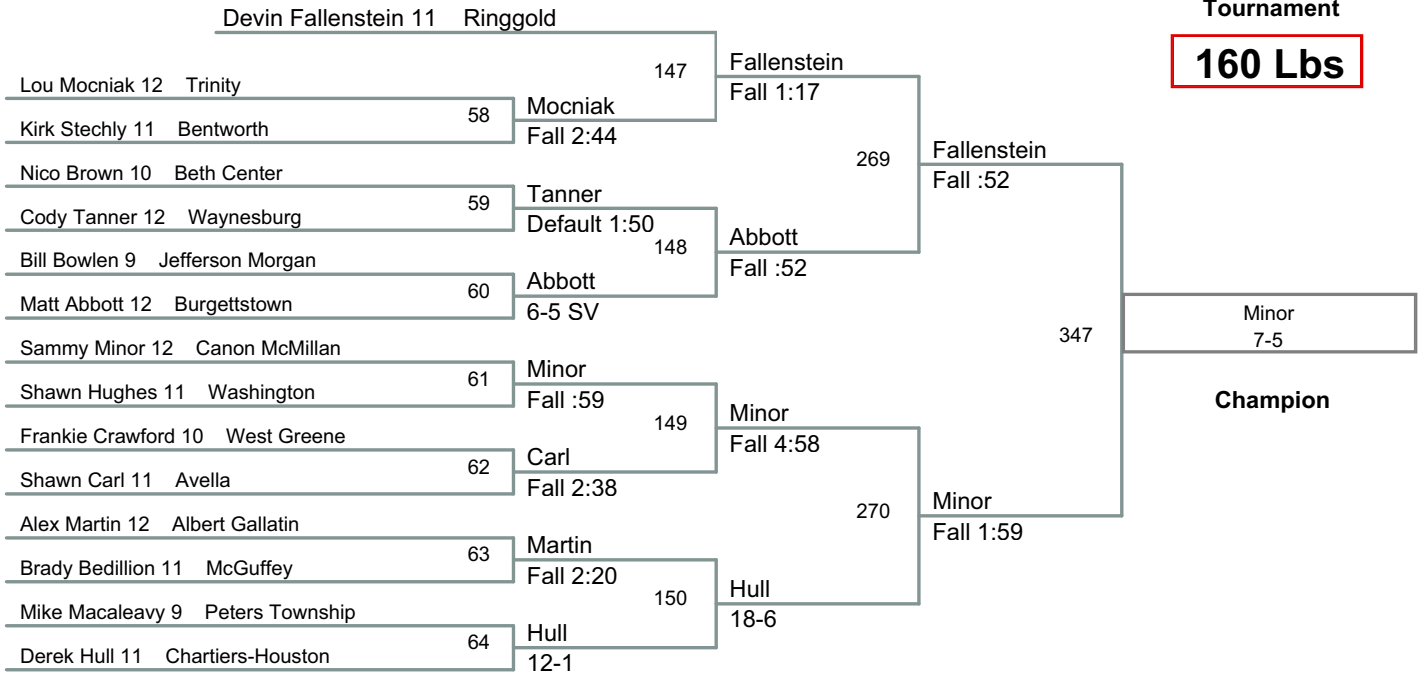 Tournament
160 Lbs
Devin Fallenstein 11 Ringgold
Lou Mocniak 12 Trinity
Kirk Stechly 11 Bentworth
Nico Brown 10 Beth Center
Cody Tanner 12 Waynesburg
Bill Bowlen 9 Jefferson Morgan
Matt Abbott 12 Burgettstown
Sammy Minor 12 Canon McMillan
Shawn Hughes 11 Washington
Frankie Crawford 10 West Greene
Shawn Carl 11 Avella
Alex Martin 12 Albert Gallatin
Brady Bedillion 11 McGuffey
Mike Macaleavy 9 Peters Township
Derek Hull 11 Chartiers-Houston
58
Mocniak
Fall 2:44
59
Tanner
Default 1:50
60
Abbott
6-5 SV
61
Minor
Fall :59
62
Carl
Fall 2:38
63
Martin
Fall 2:20
64
Hull
12-1
147
Fallenstein
Fall 1:17
148
Abbott
Fall :52
149
Minor
Fall 4:58
150
Hull
18-6
269
Fallenstein
Fall :52
270
Minor
Fall 1:59
347
Minor
7-5
Champion